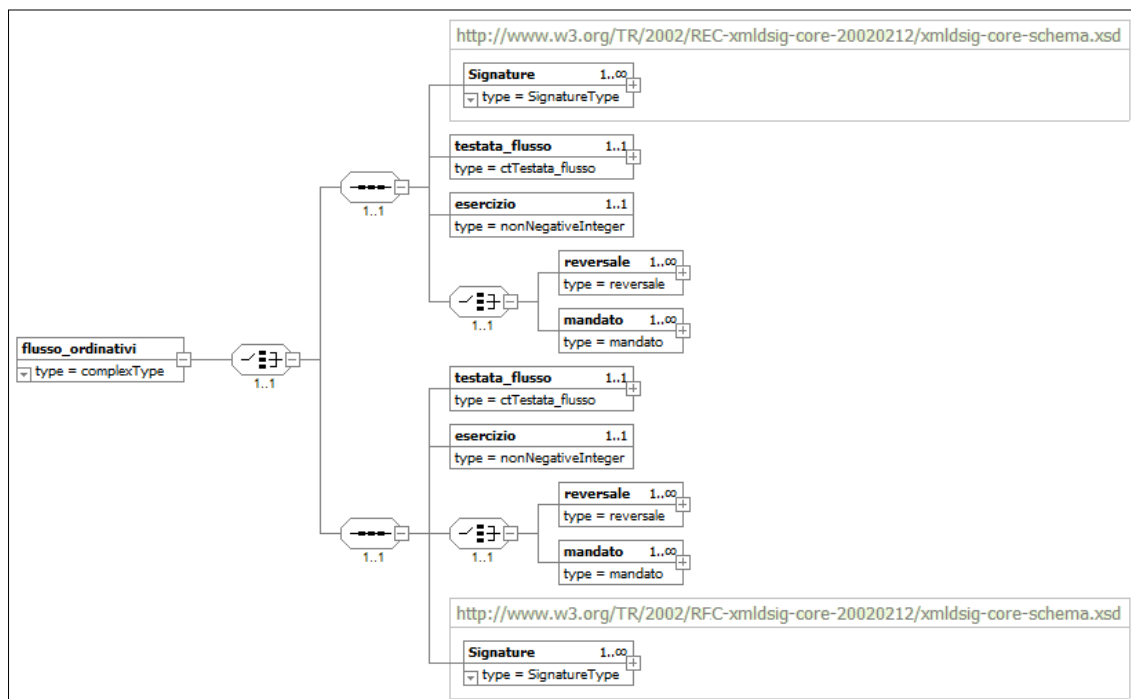 http://www.w3.org/TR/2002/REC-xmldsig-core-20020212/xmldsig-core-schema.xsd
Signature 1..∞
type = SignatureType
testata_flusso 1..1
type = ctTestata_flusso
1..1
esercizio 1..1
type = nonNegativeInteger
reversale 1..∞
type = reversale
1..1
mandato 1..∞
type = mandato
flusso_ordinativi
type = complexType
1..1
testata_flusso 1..1
type = ctTestata_flusso
esercizio 1..1
type = nonNegativeInteger
reversale 1..∞
type = reversale
1..1
1..1
mandato 1..∞
type = mandato
http://www.w3.org/TR/2002/REC-xmldsig-core-20020212/xmldsig-core-schema.xsd
Signature 1..∞
type = SignatureType